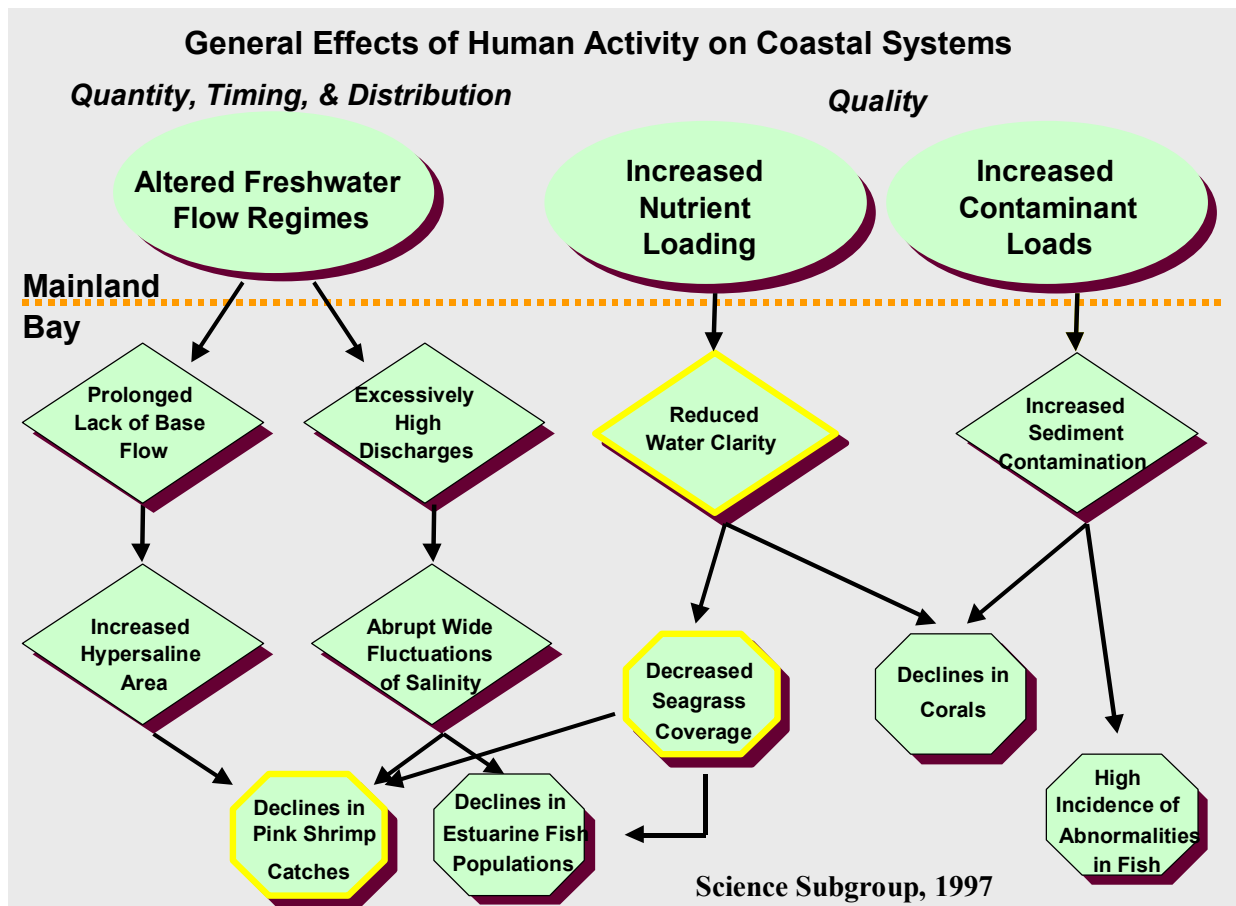 General Effects of Human Activity on Coastal Systems
Quantity, Timing, & Distribution
Quality
Altered Freshwater
Flow Regimes
Increased
Nutrient
Loading
Increased
Contaminant
Loads
Mainland
Bay
Prolonged
Lack of Base
Flow
Excessively
High
Discharges
Reduced
Water Clarity
Increased
Sediment
Contamination
Increased
Hypersaline
Area
Abrupt Wide
Fluctuations
of Salinity
Decreased
Seagrass
Coverage
Declines in
Corals
Declines in
Pink Shrimp
Catches
Declines in
Estuarine Fish
Populations
High
Incidence of
Abnormalities
in Fish
Science Subgroup, 1997